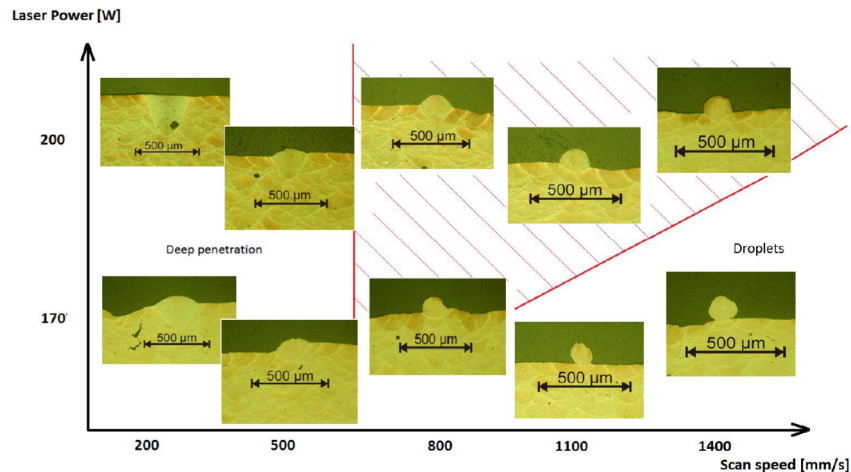 Laser Power [W]
200
500 µm
500 µm
500 µm
500 µm
500 µm
Deep penetration
Droplets
170'
500 µm
500 µm
500 µm
500 µm
500 µm
200
500
800
1100
1400
Scan speed [mm/s]